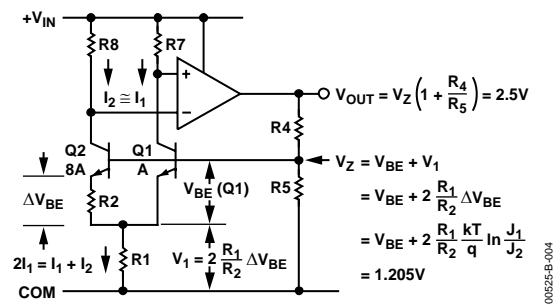 +VIN
R8
R7
I2 ≅ I1
+
–
VOUT = VZ (1 + R4/R5) = 2.5V
R4
Q2
8A
Q1
A
VZ = VBE + V1
ΔVBE
R2
VBE (Q1)
R5
= VBE + 2 R1/R2 ΔVBE
= VBE + 2 R1/R2 kT/q ln J1/J2
= 1.205V
2I1 = I1 + I2
R1
V1 = 2 R1/R2 ΔVBE
COM
00525-B-004